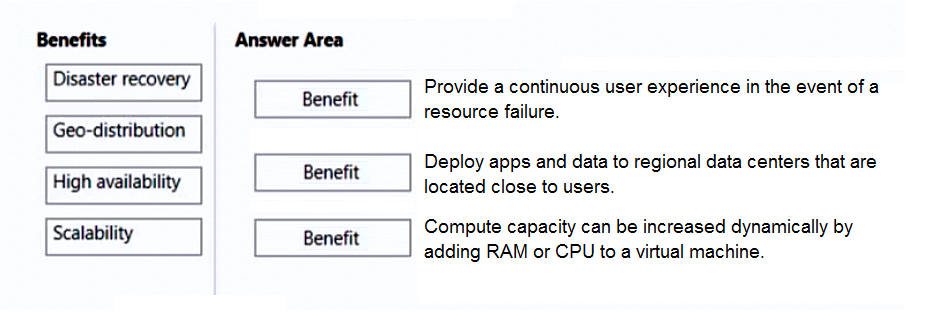 Benefits
Answer Area
Disaster recovery
Geo-distribution
High availability
Scalability
Benefit
Provide a continuous user experience in the event of a
resource failure.
Benefit
Deploy apps and data to regional data centers that are
located close to users.
Benefit
Compute capacity can be increased dynamically by
adding RAM or CPU to a virtual machine.